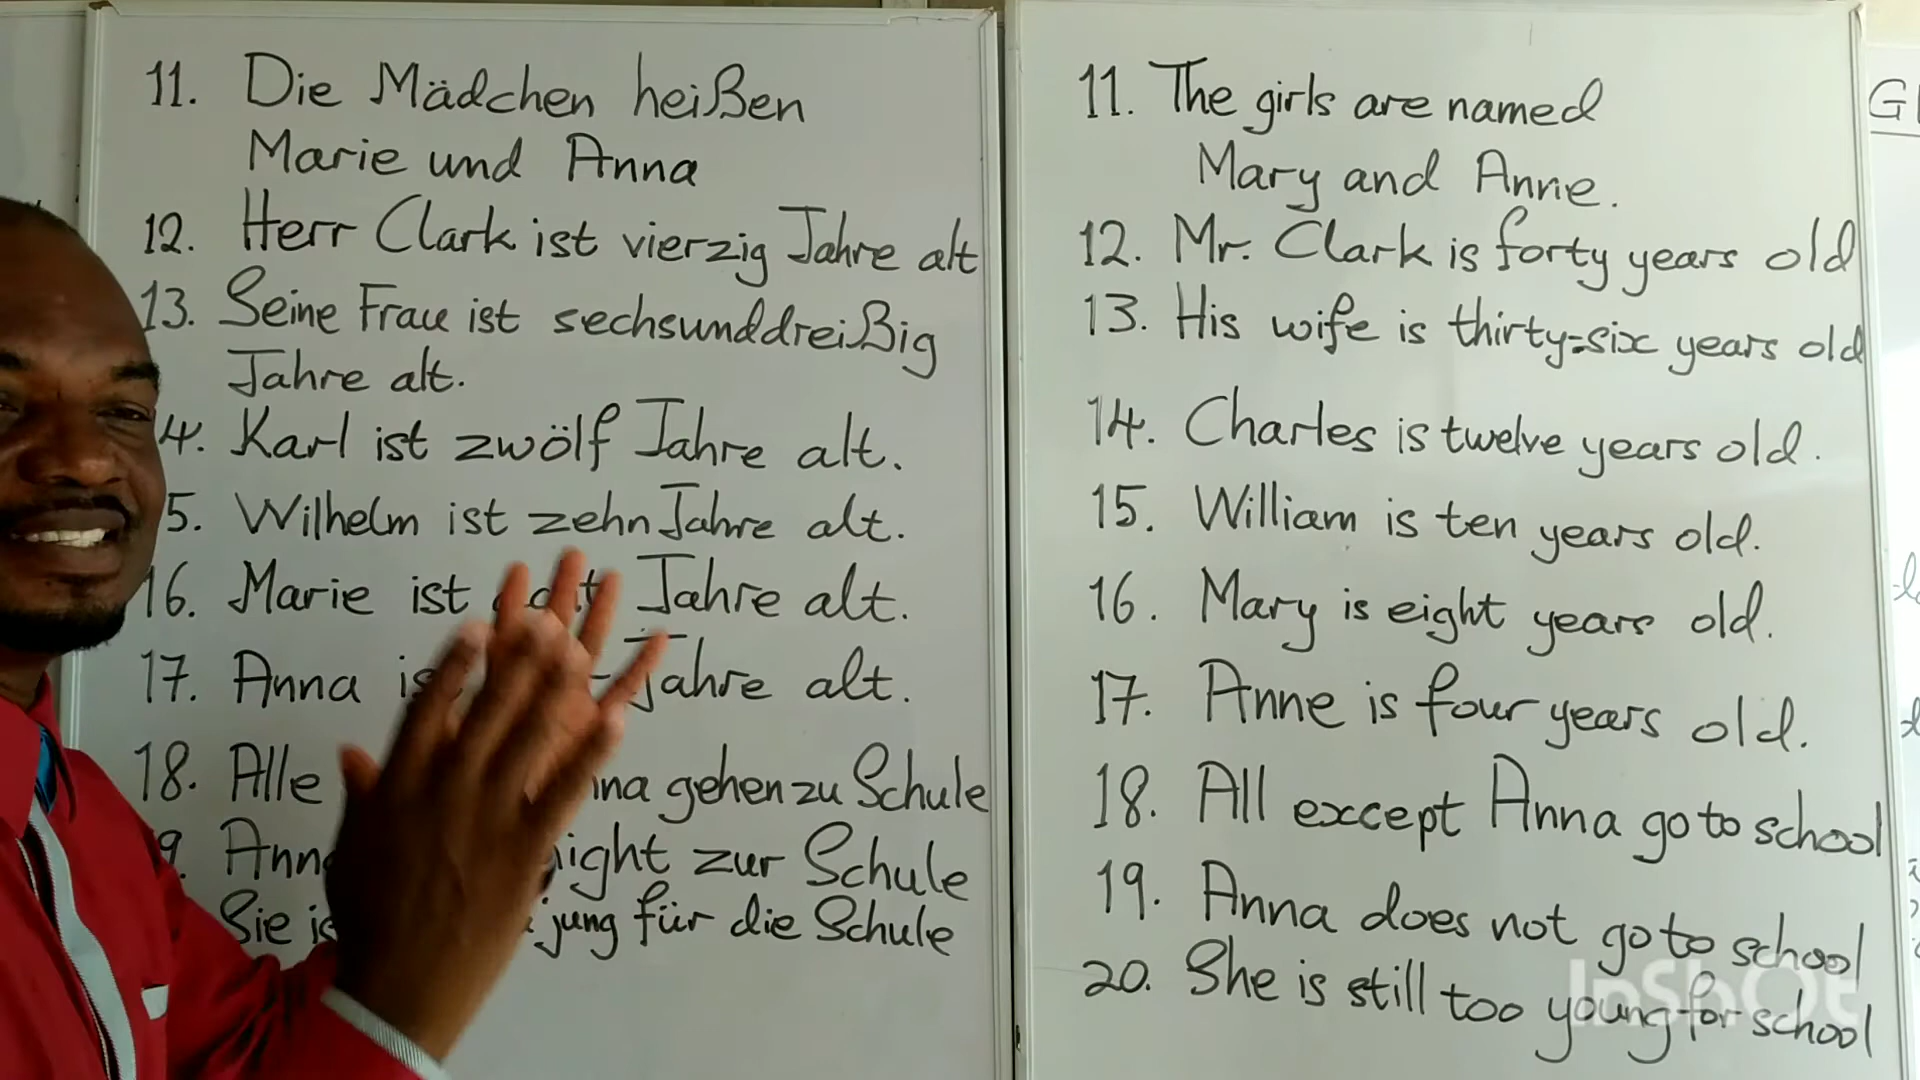 11. Die Mädchen heißen
Marie und Anna
12. Herr Clark ist vierzig Jahre alt
13. Seine Frau ist sechsunddreißig
Jahre alt.
4. Karl ist zwölf Jahre alt.
5. Wilhelm ist zehn Jahre alt.
16. Marie ist Jahre alt.
17. Anna Jahre alt.
18. Alle gehen zu Schule
9. zur Schule
Sie jung für die Schule
11. The girls are named
Mary and Anne.
12. Mr. Clark is forty years old
13. His wife is thirty-six years old
14. Charles is twelve years old.
15. William is ten years old.
16. Mary is eight years old.
17. Anne is four years old.
18. All except Anna go to school
19. Anna does not go to school
20. She is still too young for school
InShOt